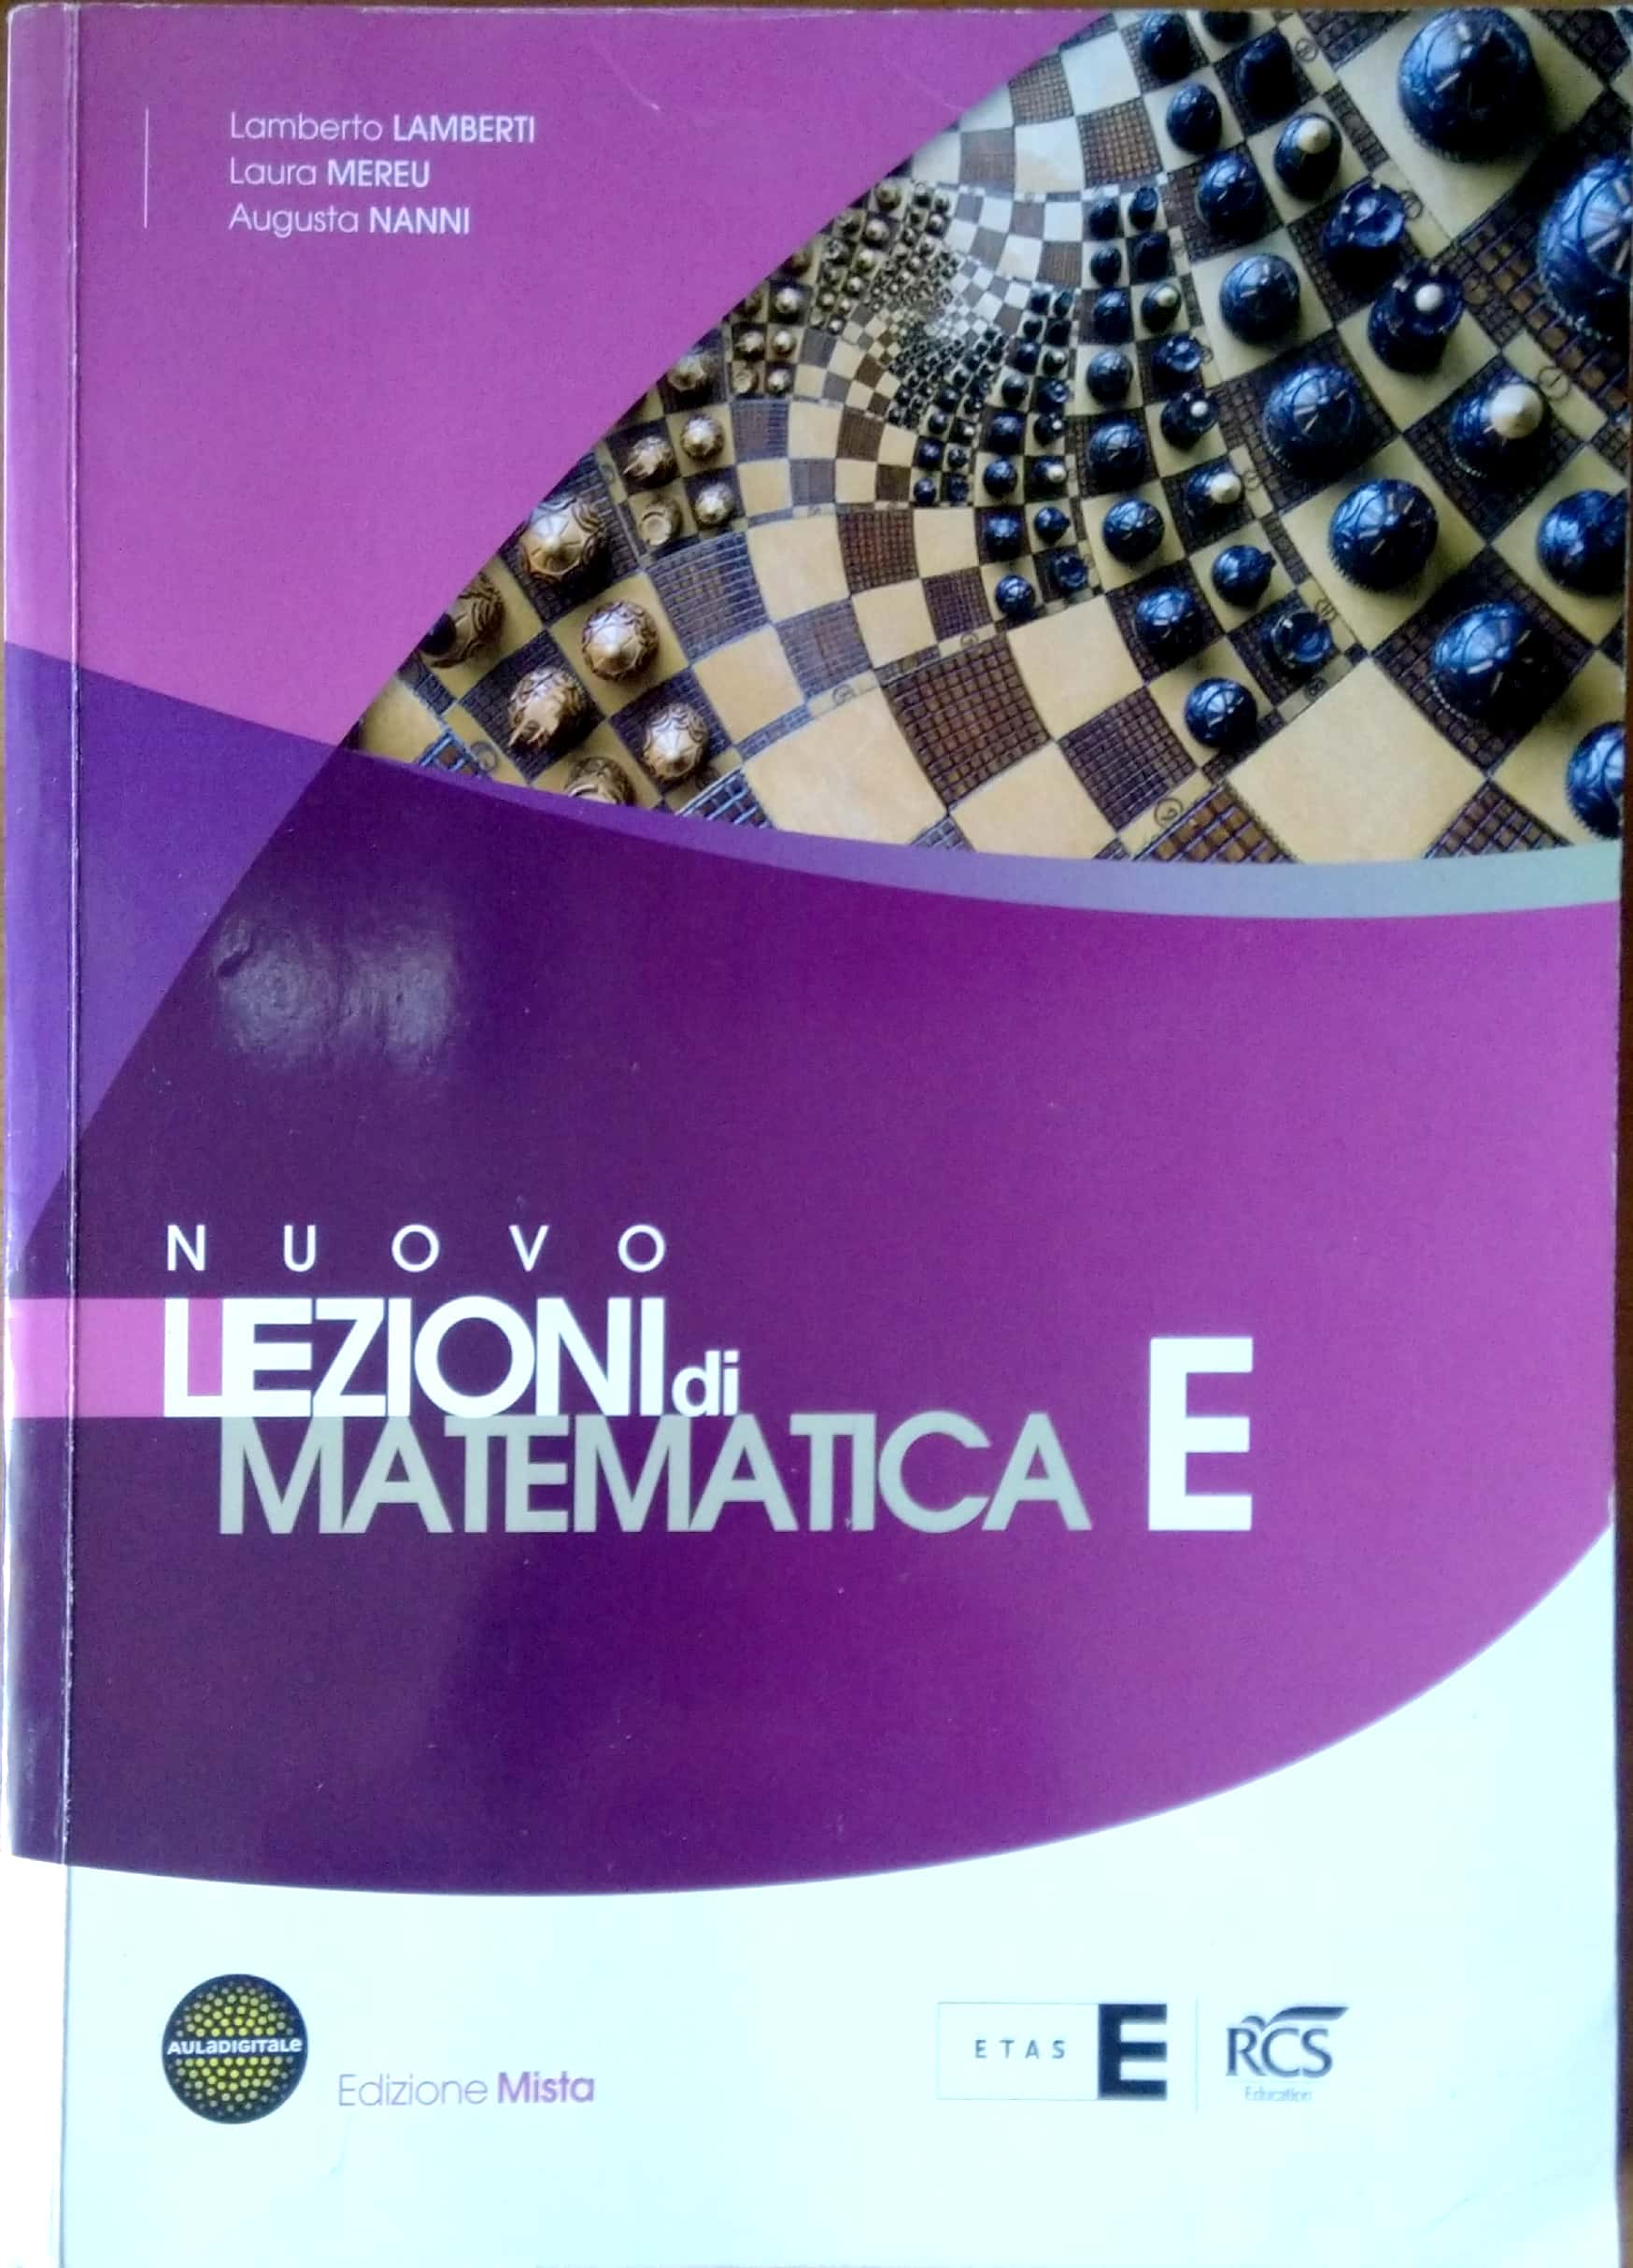 Lamberto LAMBERTI
Laura MEREU
Augusta NANNI
NUOVO
LEZIONI di
MATEMATICA E
AULADIGITALE
Edizione Mista
ETAS E
RCS
Education